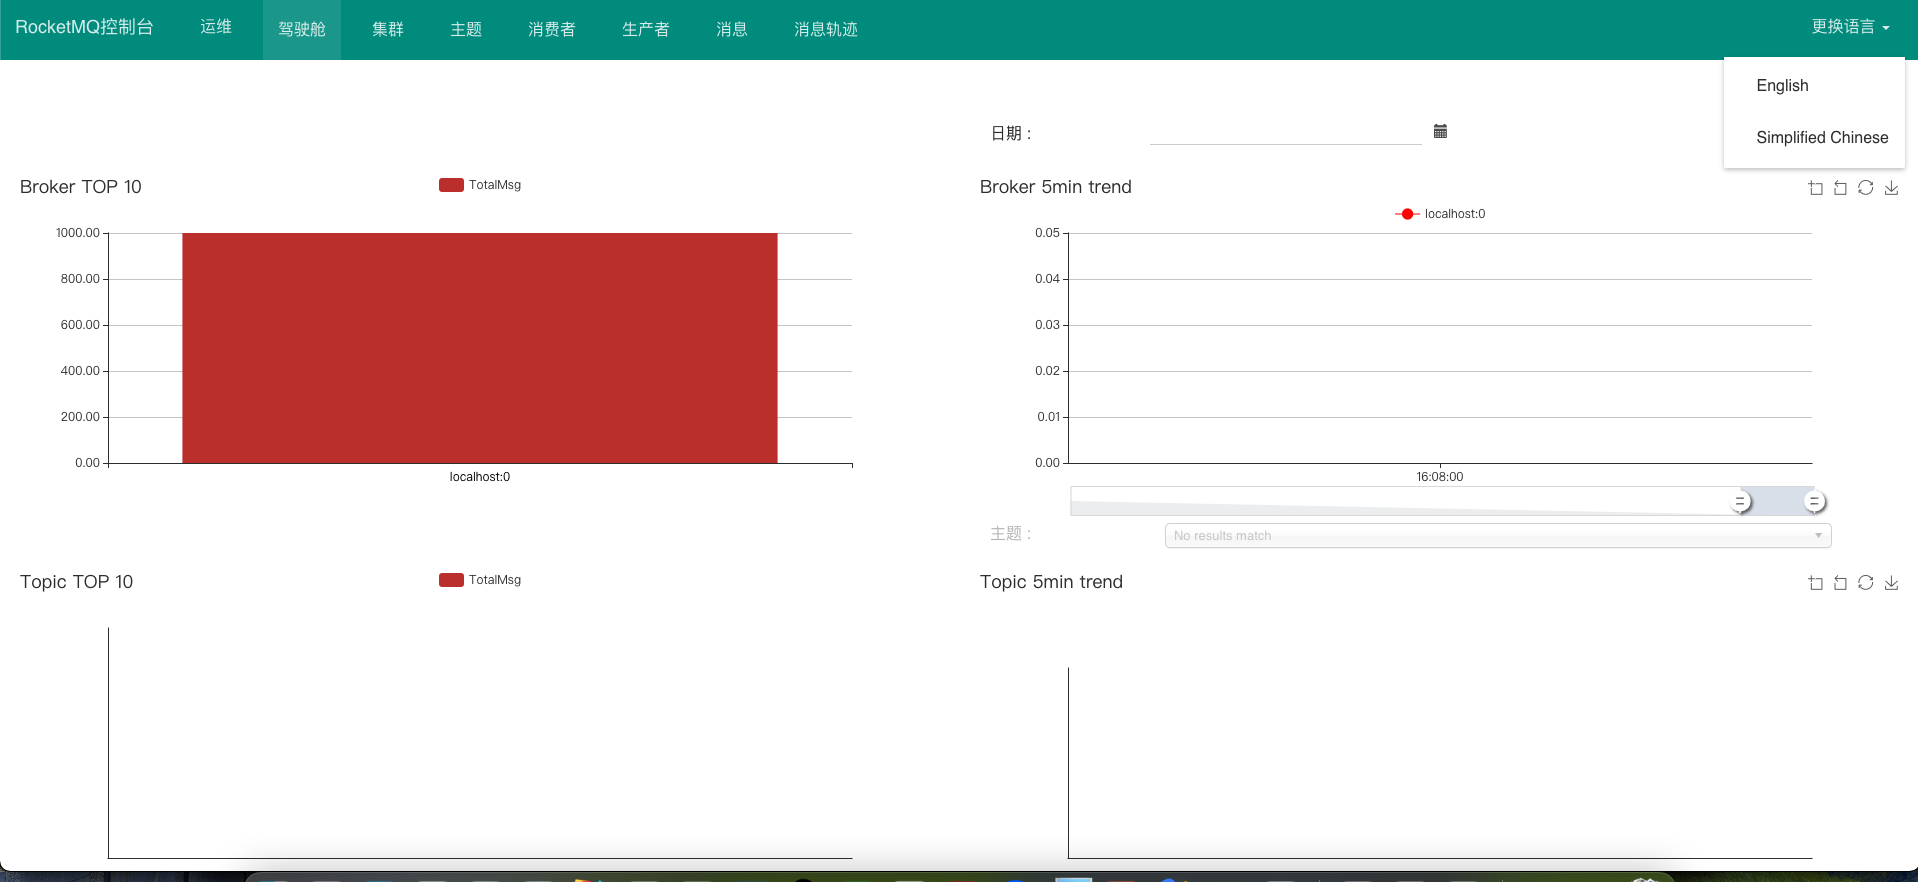 RocketMQ控制台 运维 驾驶舱 集群 主题 消费者 生产者 消息 消息轨迹 更换语言
English
Simplified Chinese
日期 :
Broker TOP 10
TotalMsg
1000.00
800.00
600.00
400.00
200.00
0.00
localhost:0
Broker 5min trend
localhost:0
0.05
0.04
0.03
0.02
0.01
0.00
16:08:00
主题 :
No results match
Topic TOP 10
TotalMsg
Topic 5min trend